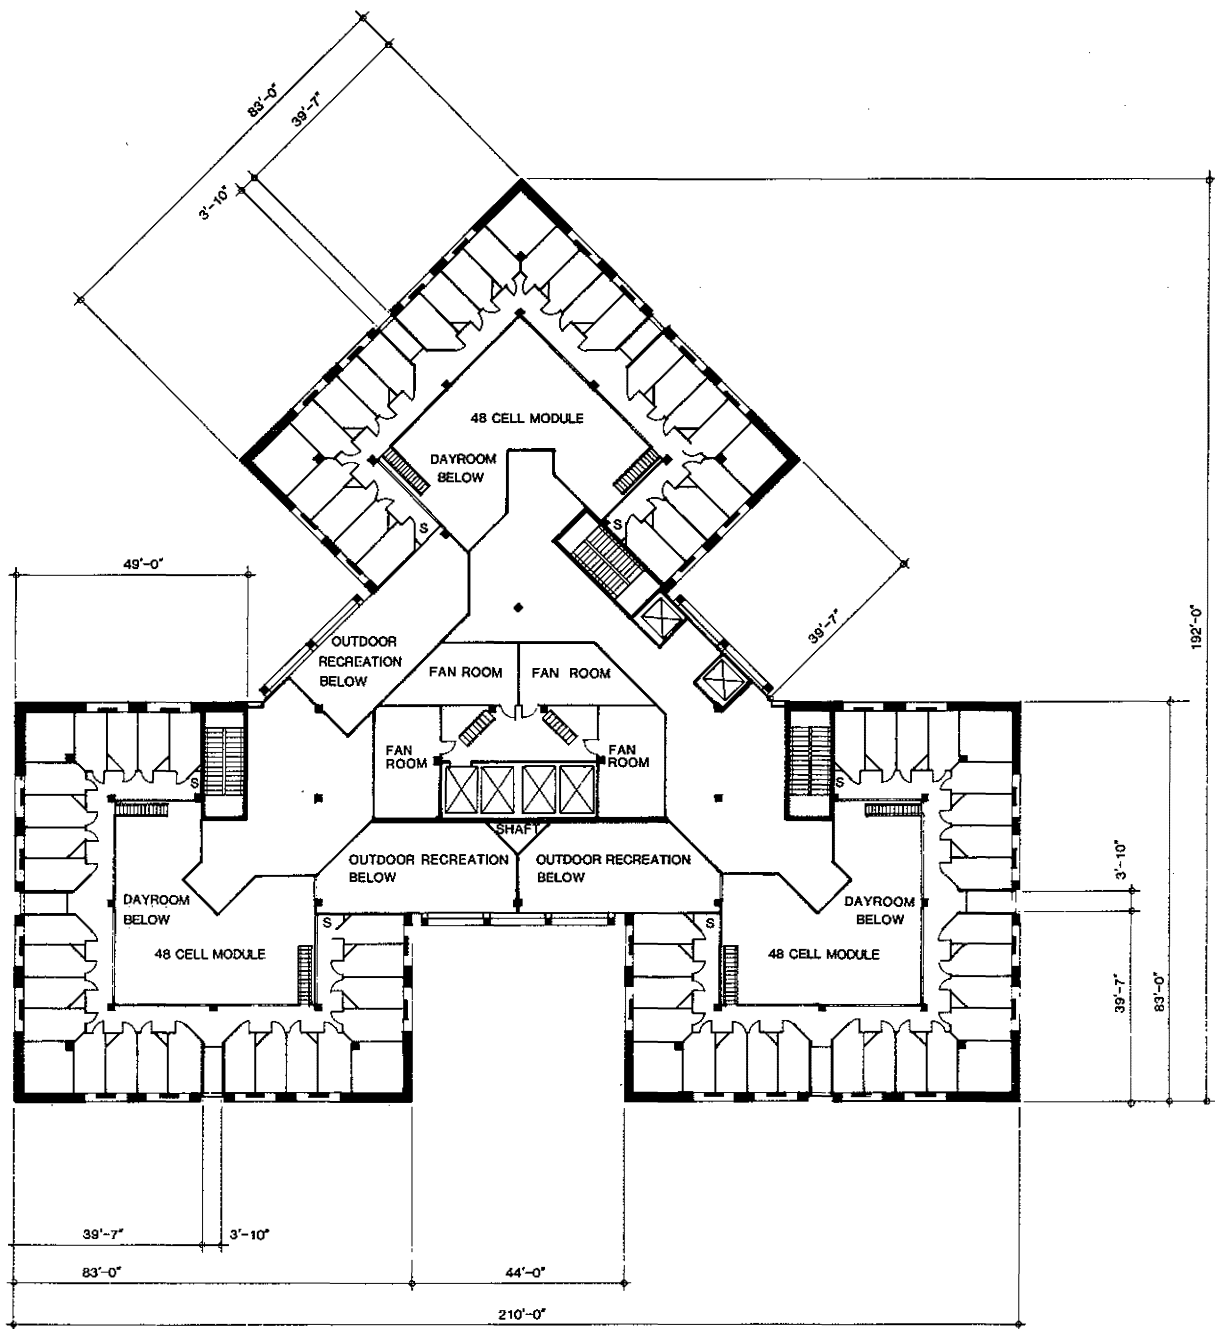 83'-0"
39'-7"
3'-10"
48 CELL MODULE
DAYROOM
BELOW
S
S
49'-0"
39'-7"
192'-0"
OUTDOOR
RECREATION
BELOW
FAN ROOM
FAN ROOM
FAN
ROOM
FAN
ROOM
S
S
SHAFT
OUTDOOR RECREATION
BELOW
OUTDOOR RECREATION
BELOW
3'-10"
DAYROOM
BELOW
DAYROOM
BELOW
S
S
48 CELL MODULE
48 CELL MODULE
39'-7"
83'-0"
39'-7"
3'-10"
83'-0"
44'-0"
210'-0"